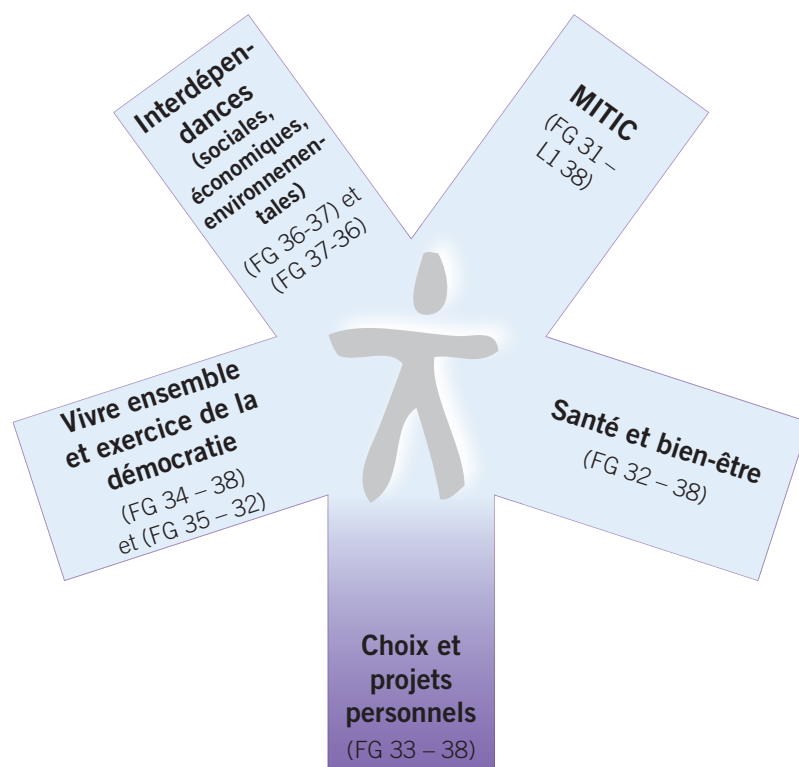 Interdépen-
dances
(sociales,
économiques,
environnemen-
tales)
(FG 36-37) et
(FG 37-36)
MITIC
(FG 31 –
L1 38)
Vivre ensemble
et exercice de la
démocratie
(FG 34 – 38)
et (FG 35 – 32)
Santé et bien-être
(FG 32 – 38)
Choix et
projets
personnels
(FG 33 – 38)